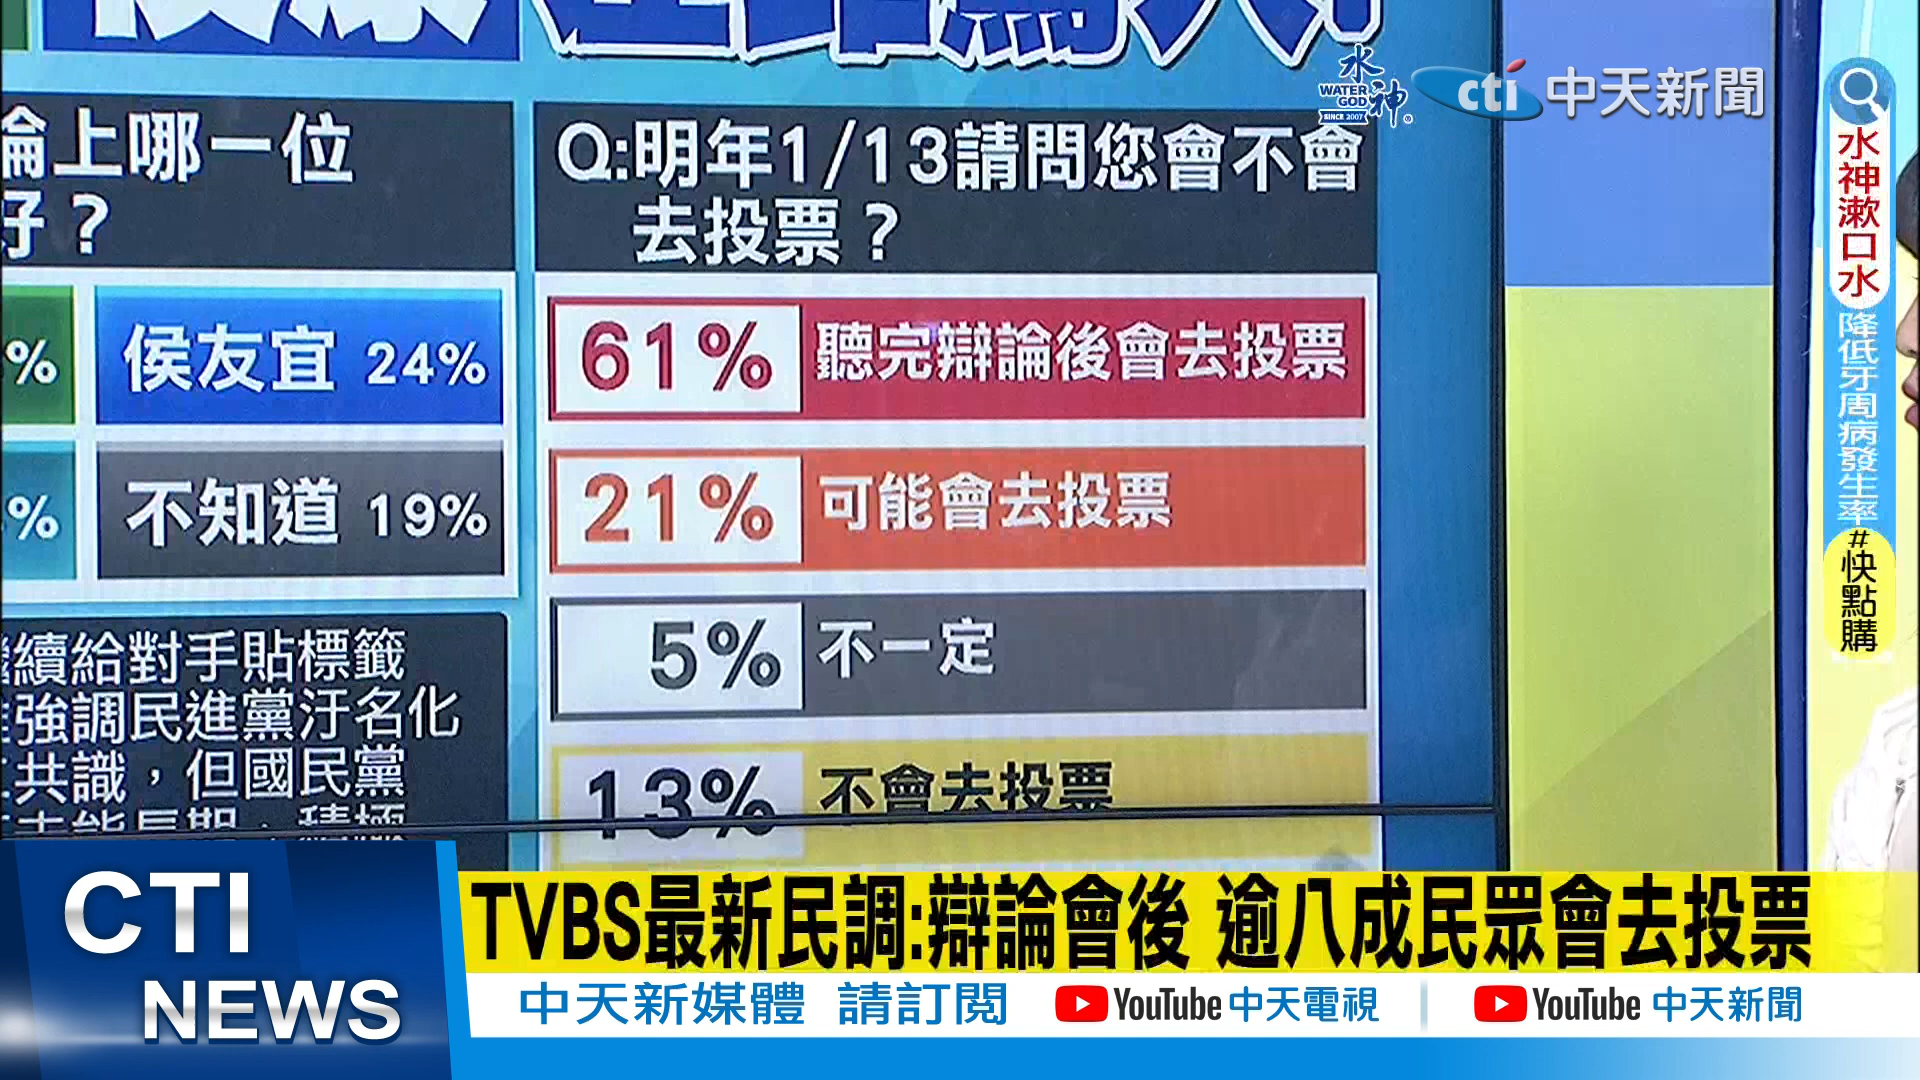 水神
WATER
GOD
SINCE 2007
cti 中天新聞
論上哪一位
好？
% 侯友宜 24%
% 不知道 19%
續給對手貼標籤
強調民進黨汙名化
共識，但國民黨
Q:明年1/13請問您會不會
去投票？
61% 聽完辯論後會去投票
21% 可能會去投票
5% 不一定
13% 不會去投票
水神漱口水
降低牙周病發生率
#快點購
CTI
NEWS
TVBS最新民調:辯論會後 逾八成民眾會去投票
中天新媒體 請訂閱 YouTube 中天電視 YouTube 中天新聞